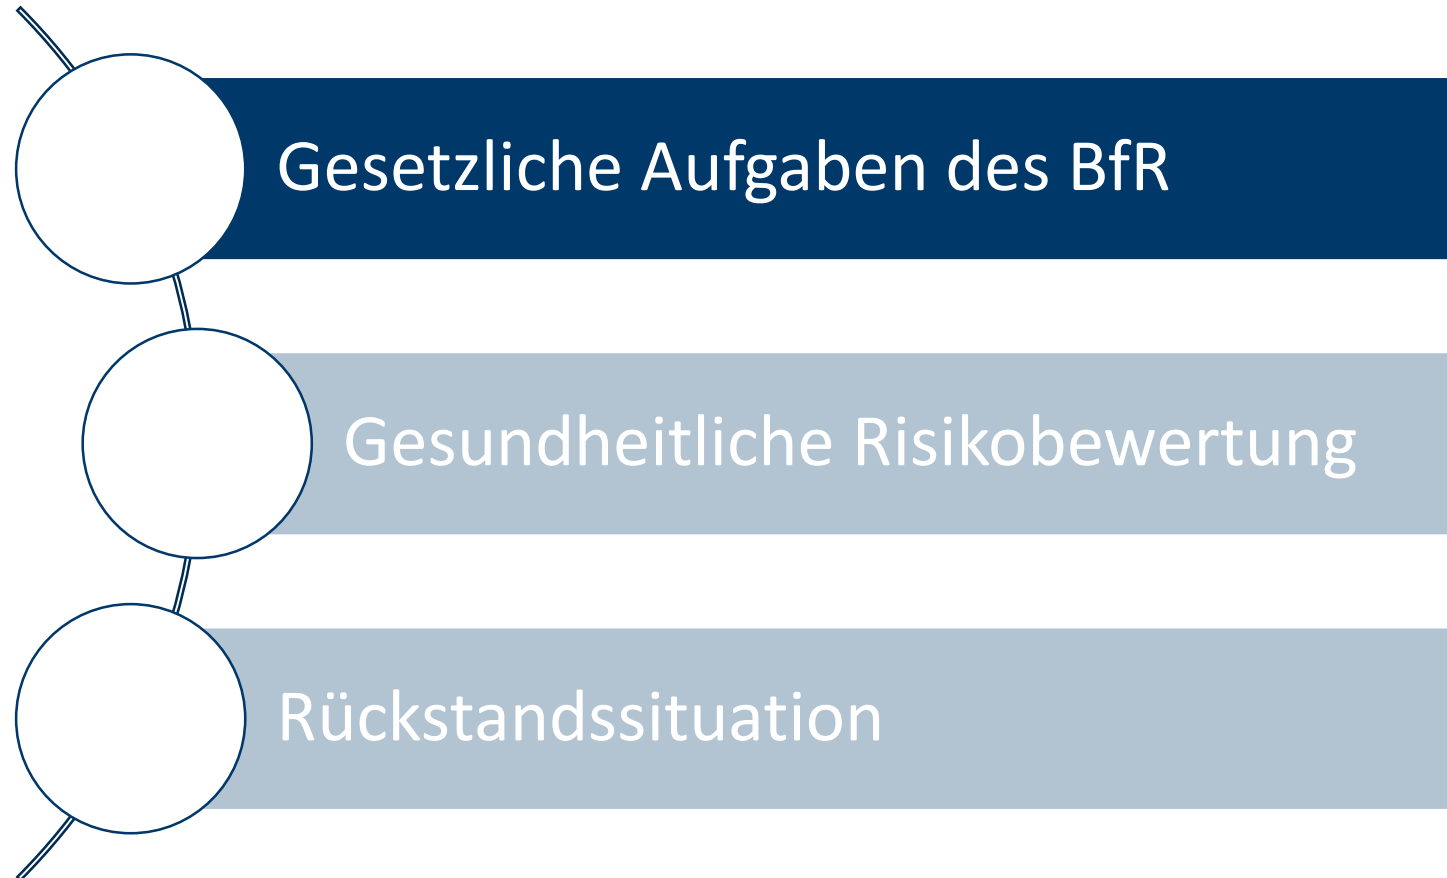 Gesetzliche Aufgaben des BfR
Gesundheitliche Risikobewertung
Rückstandssituation